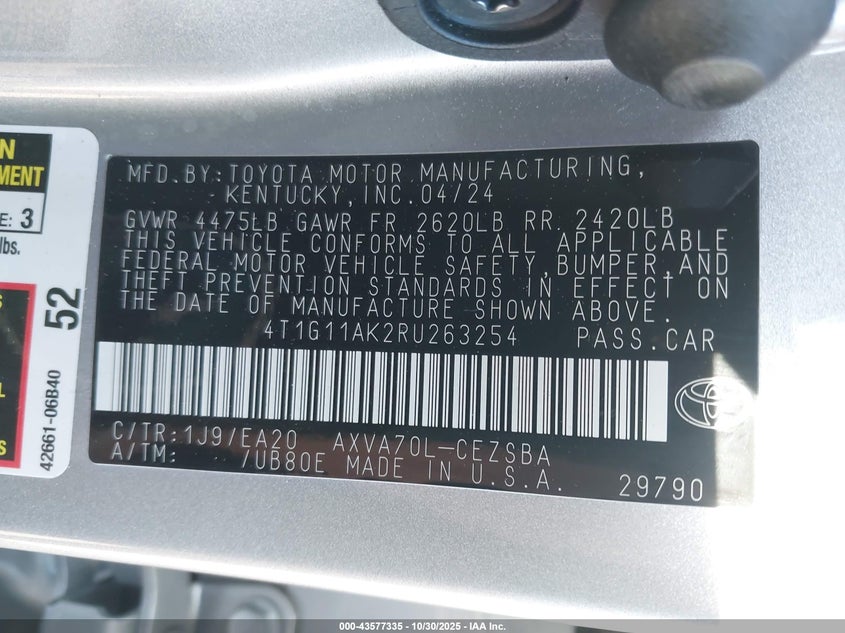 N
MENT
E: 3
lbs.
S
52
42661-06B40
MFD.BY:TOYOTA MOTOR MANUFACTURING,
KENTUCKY,INC.04/24
GVWR 4475LB GAWR FR 2620LB RR 2420LB
THIS VEHICLE CONFORMS TO ALL APPLICABLE
FEDERAL MOTOR VEHICLE SAFETY,BUMPER,AND
THEFT PREVENTION STANDARDS IN EFFECT ON
THE DATE OF MANUFACTURE SHOWN ABOVE.
4T1G11AK2RU263254 PASS.CAR
C/TR:1J9/EA20 AXVA70L-CEZSBA
A/TM: /UB80E MADE IN U.S.A.
29790
000-43577335 - 10/30/2025 - IAA Inc.